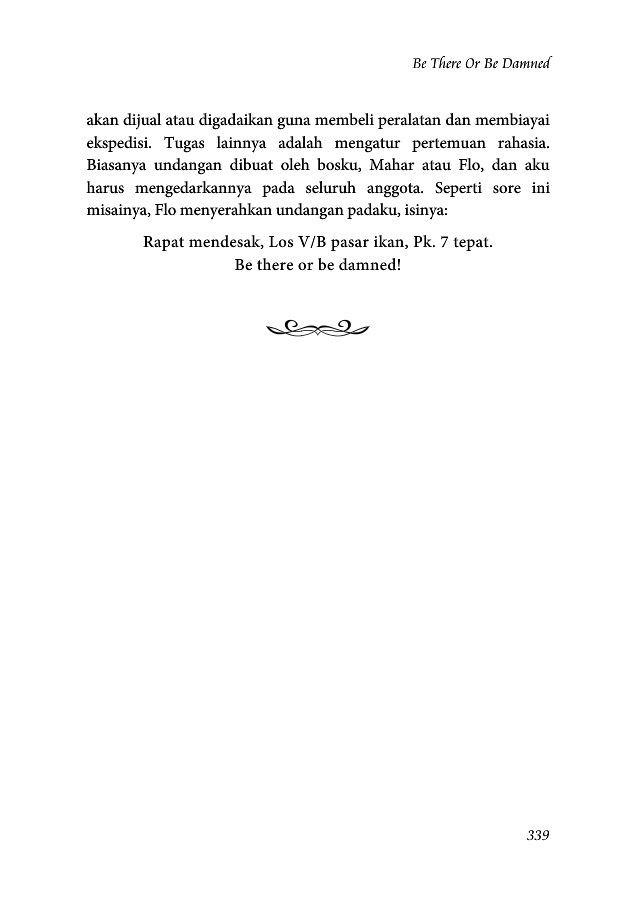 Be There Or Be Damned
akan dijual atau digadaikan guna membeli peralatan dan membiayai
ekspedisi. Tugas lainnya adalah mengatur pertemuan rahasia.
Biasanya undangan dibuat oleh bosku, Mahar atau Flo, dan aku
harus mengedarkannya pada seluruh anggota. Seperti sore ini
misainya, Flo menyerahkan undangan padaku, isinya:
Rapat mendesak, Los V/B pasar ikan, Pk. 7 tepat.
Be there or be damned!
339